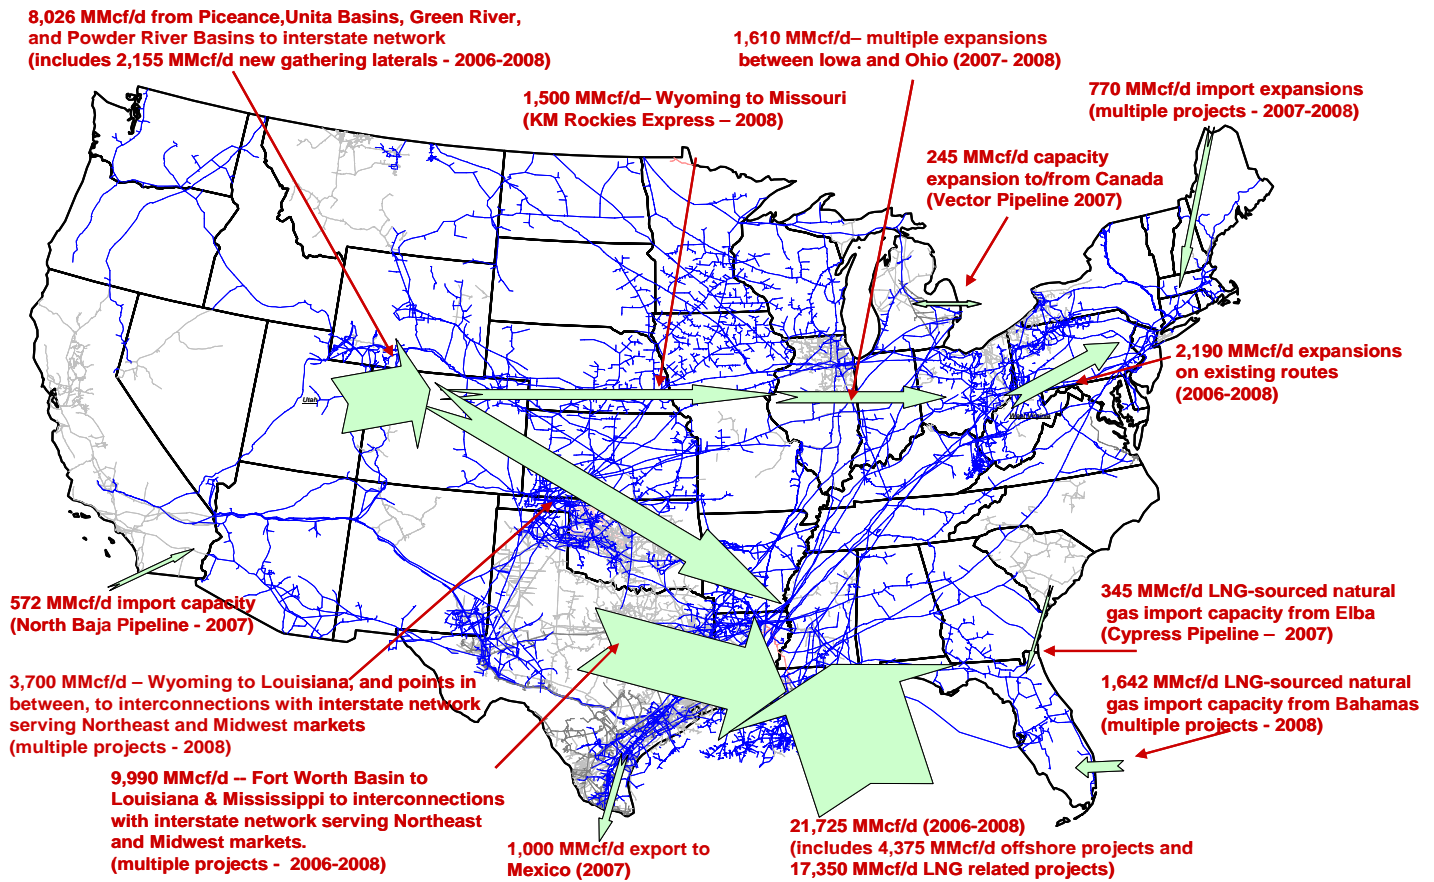 8,026 MMcf/d from Piceance,Unita Basins, Green River,
and Powder River Basins to interstate network
(includes 2,155 MMcf/d new gathering laterals - 2006-2008)
1,610 MMcf/d– multiple expansions
between Iowa and Ohio (2007- 2008)
1,500 MMcf/d– Wyoming to Missouri
(KM Rockies Express – 2008)
770 MMcf/d import expansions
(multiple projects - 2007-2008)
245 MMcf/d capacity
expansion to/from Canada
(Vector Pipeline 2007)
2,190 MMcf/d expansions
on existing routes
(2006-2008)
Utah
572 MMcf/d import capacity
(North Baja Pipeline - 2007)
345 MMcf/d LNG-sourced natural
gas import capacity from Elba
(Cypress Pipeline – 2007)
3,700 MMcf/d – Wyoming to Louisiana, and points in
between, to interconnections with interstate network
serving Northeast and Midwest markets
(multiple projects - 2008)
1,642 MMcf/d LNG-sourced natural
gas import capacity from Bahamas
(multiple projects - 2008)
9,990 MMcf/d -- Fort Worth Basin to
Louisiana & Mississippi to interconnections
with interstate network serving Northeast
and Midwest markets.
(multiple projects - 2006-2008)
1,000 MMcf/d export to
Mexico (2007)
21,725 MMcf/d (2006-2008)
(includes 4,375 MMcf/d offshore projects and
17,350 MMcf/d LNG related projects)